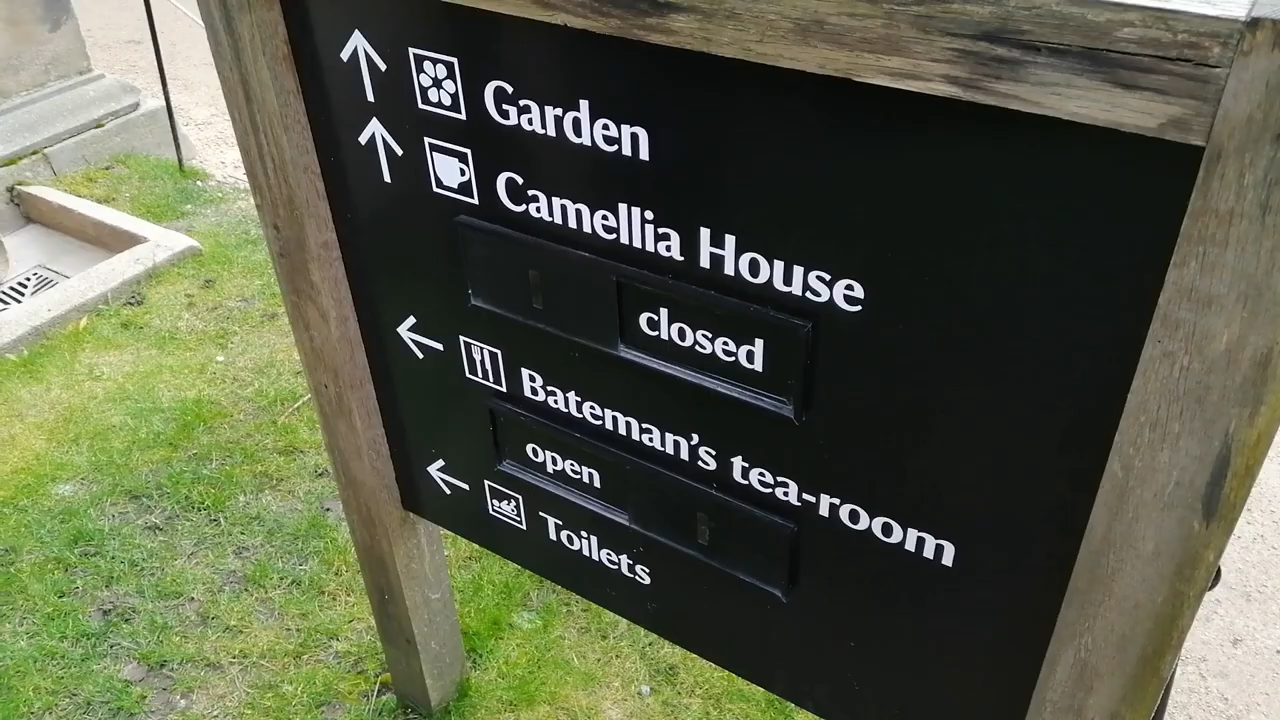 Garden
Camellia House
closed
Bateman's tea-room
open
Toilets